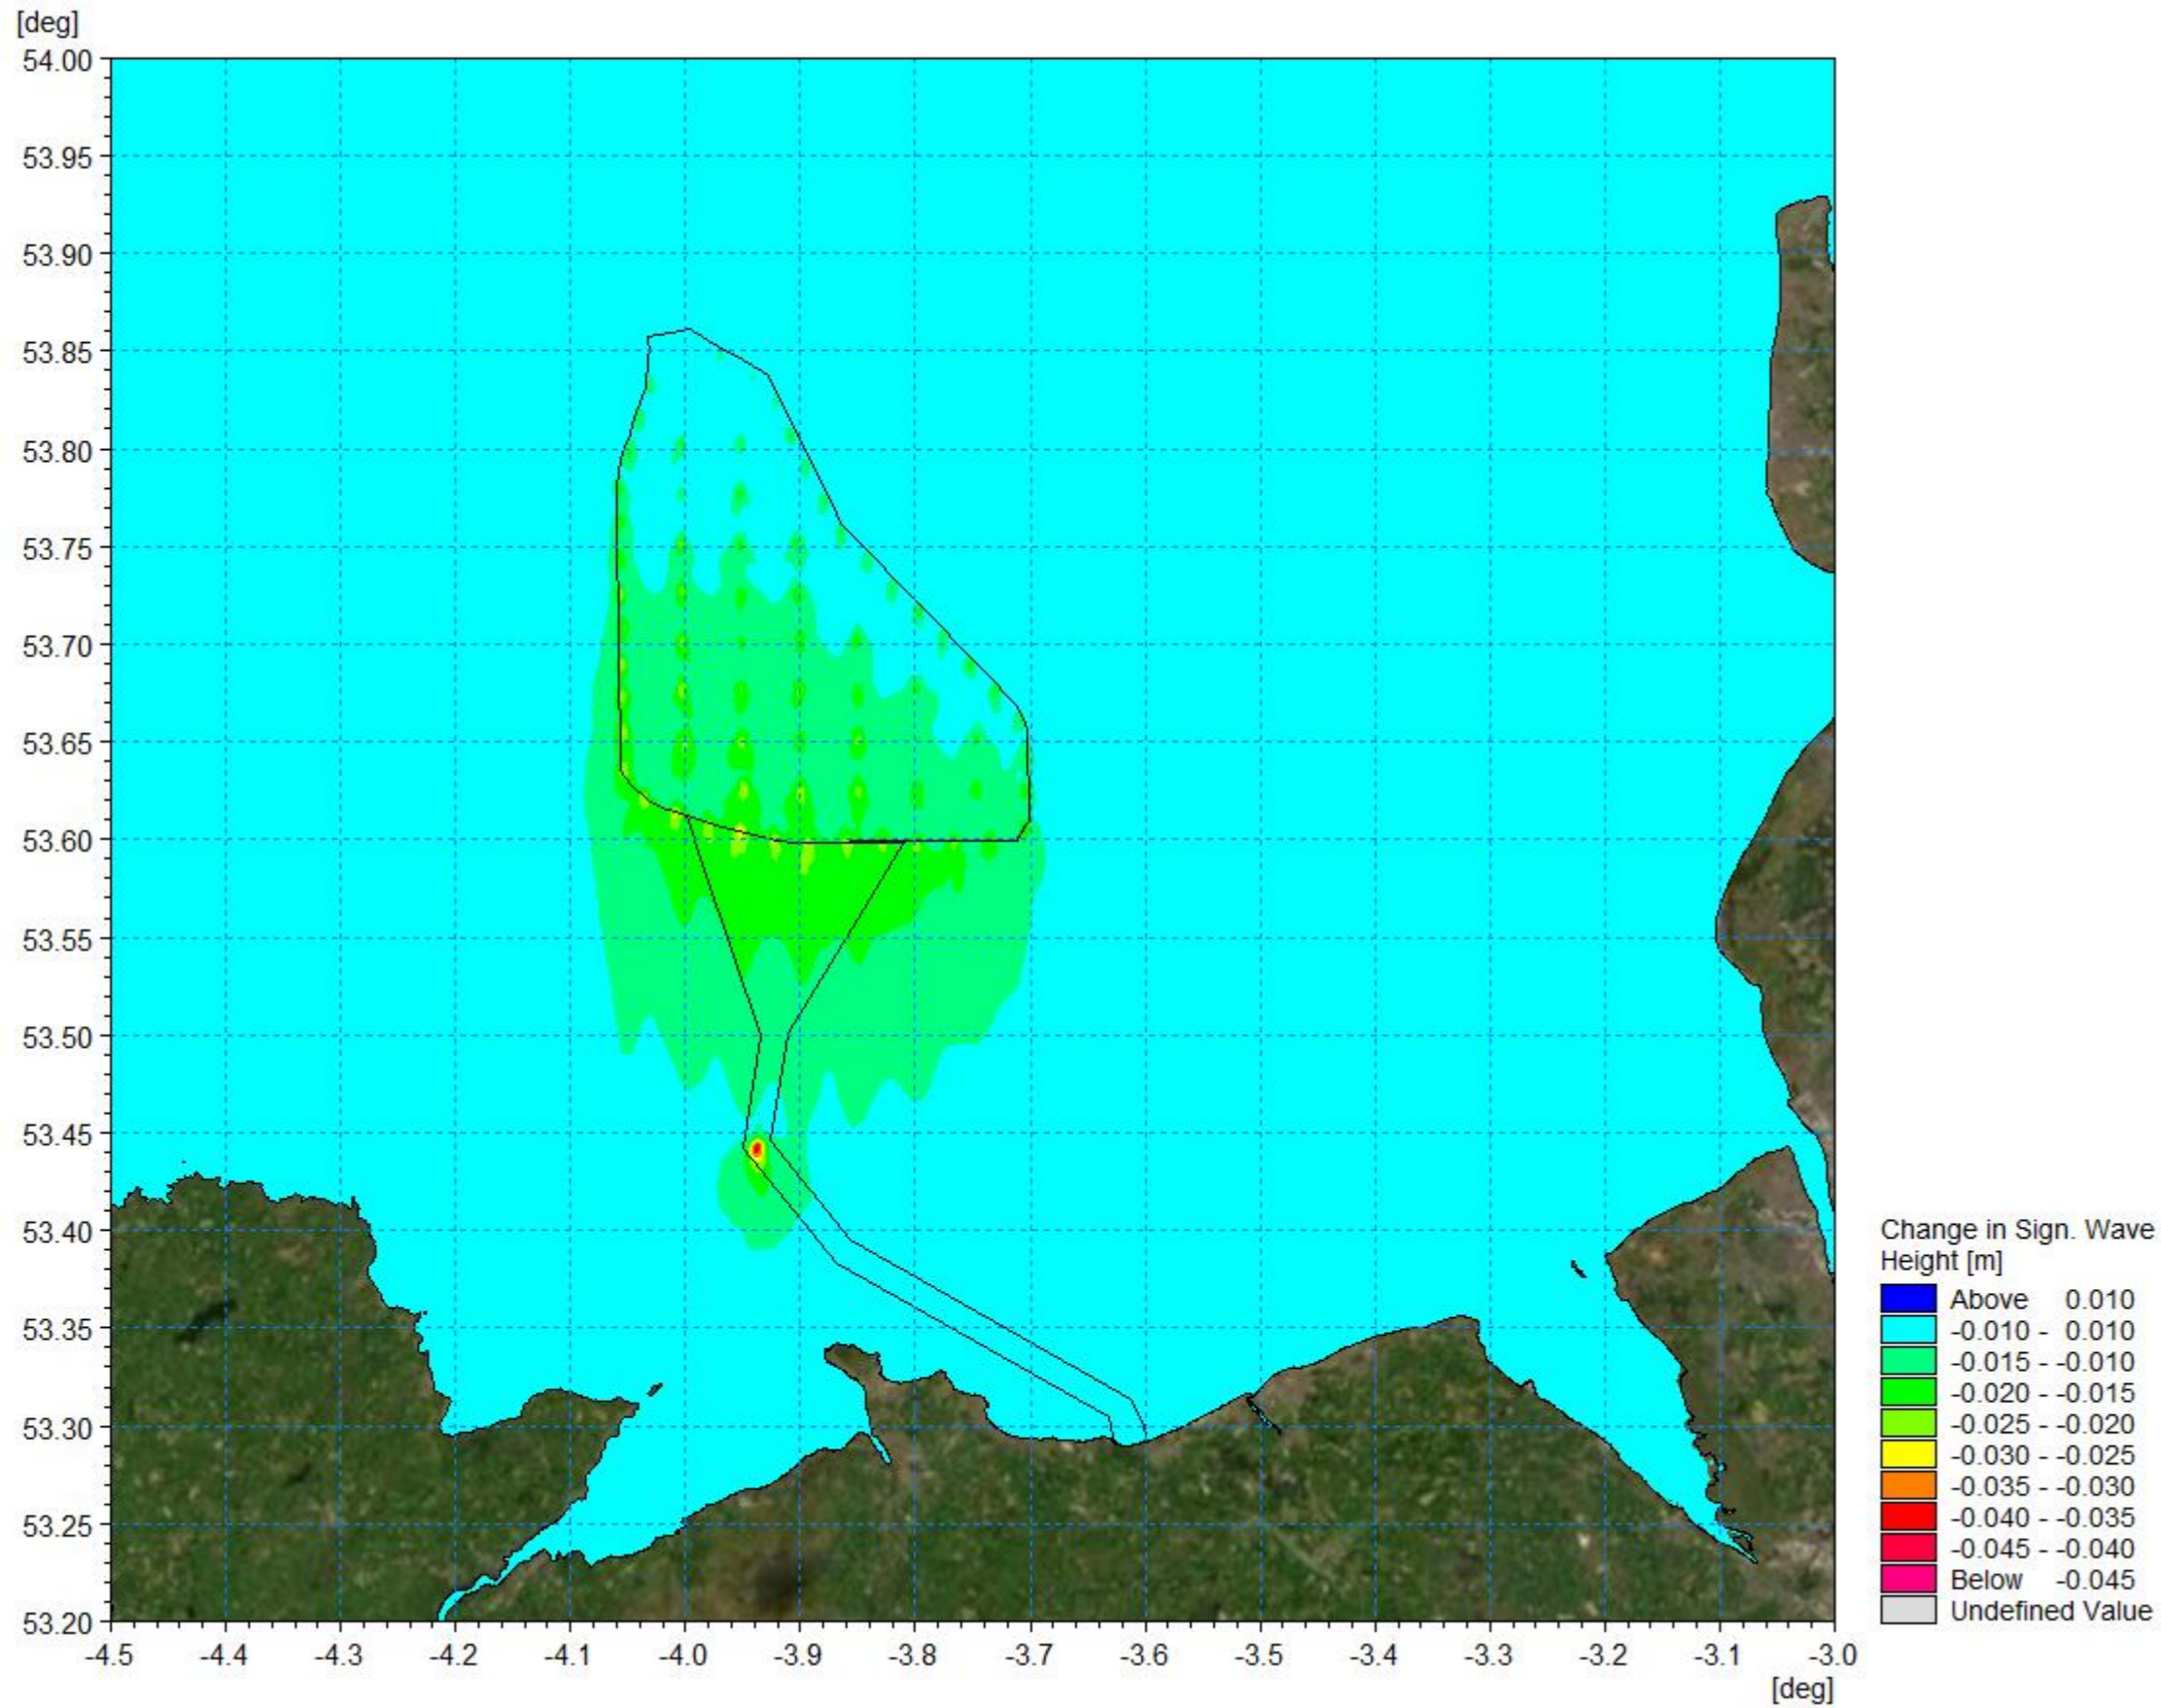 [deg]
54.00
53.95
53.90
53.85
53.80
53.75
53.70
53.65
53.60
53.55
53.50
53.45
53.40
53.35
53.30
53.25
53.20
-4.5 -4.4 -4.3 -4.2 -4.1 -4.0 -3.9 -3.8 -3.7 -3.6 -3.5 -3.4 -3.3 -3.2 -3.1 -3.0
[deg]
Change in Sign. Wave
Height [m]
Above 0.010
-0.010 - 0.010
-0.015 - -0.010
-0.020 - -0.015
-0.025 - -0.020
-0.030 - -0.025
-0.035 - -0.030
-0.040 - -0.035
-0.045 - -0.040
Below -0.045
Undefined Value